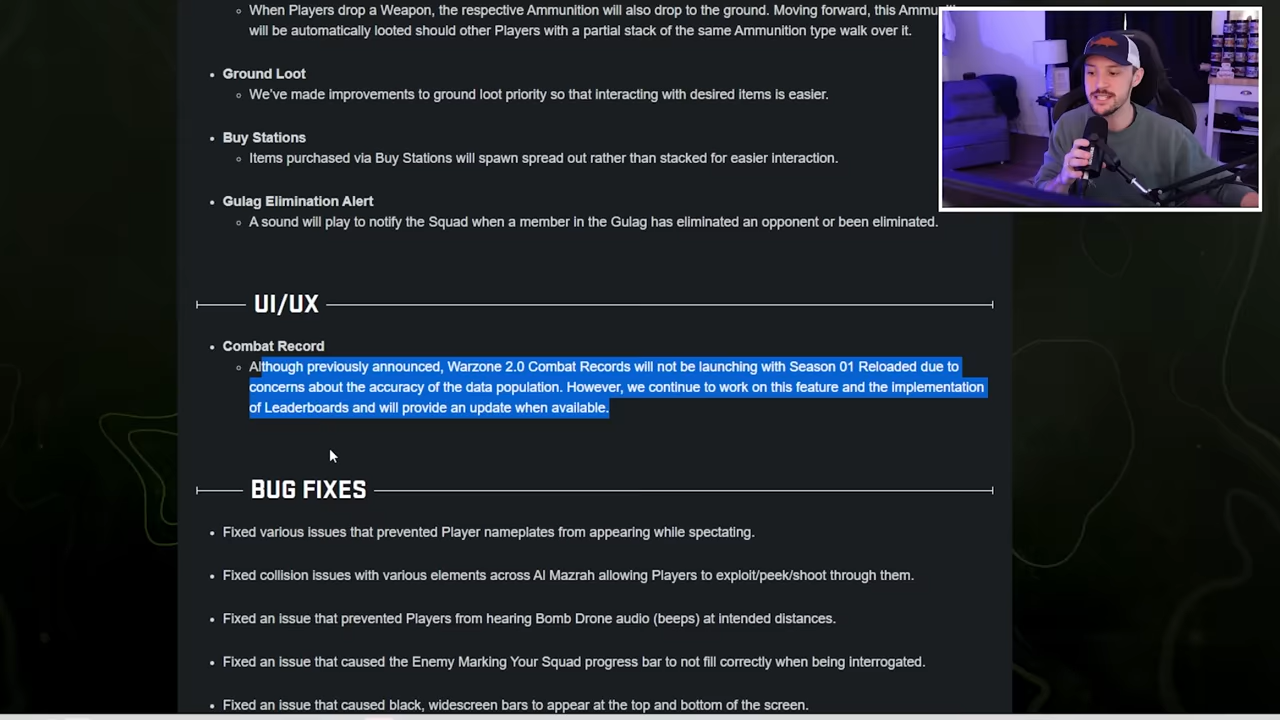 When Players drop a Weapon, the respective Ammunition will also drop to the ground. Moving forward, this
will be automatically looted should other Players with a partial stack of the same Ammunition type walk over it.
Ground Loot
We've made improvements to ground loot priority so that interacting with desired items is easier.
Buy Stations
Items purchased via Buy Stations will spawn spread out rather than stacked for easier interaction.
Gulag Elimination Alert
A sound will play to notify the Squad when a member in the Gulag has eliminated an opponent or been eliminated.
UI/UX
Combat Record
Although previously announced, Warzone 2.0 Combat Records will not be launching with Season 01 Reloaded due to
concerns about the accuracy of the data population. However, we continue to work on this feature and the implementation
of Leaderboards and will provide an update when available.
BUG FIXES
Fixed various issues that prevented Player nameplates from appearing while spectating.
Fixed collision issues with various elements across Al Mazrah allowing Players to exploit/peek/shoot through them.
Fixed an issue that prevented Players from hearing Bomb Drone audio (beeps) at intended distances.
Fixed an issue that caused the Enemy Marking Your Squad progress bar to not fill correctly when being interrogated.
Fixed an issue that caused black, widescreen bars to appear at the top and bottom of the screen.